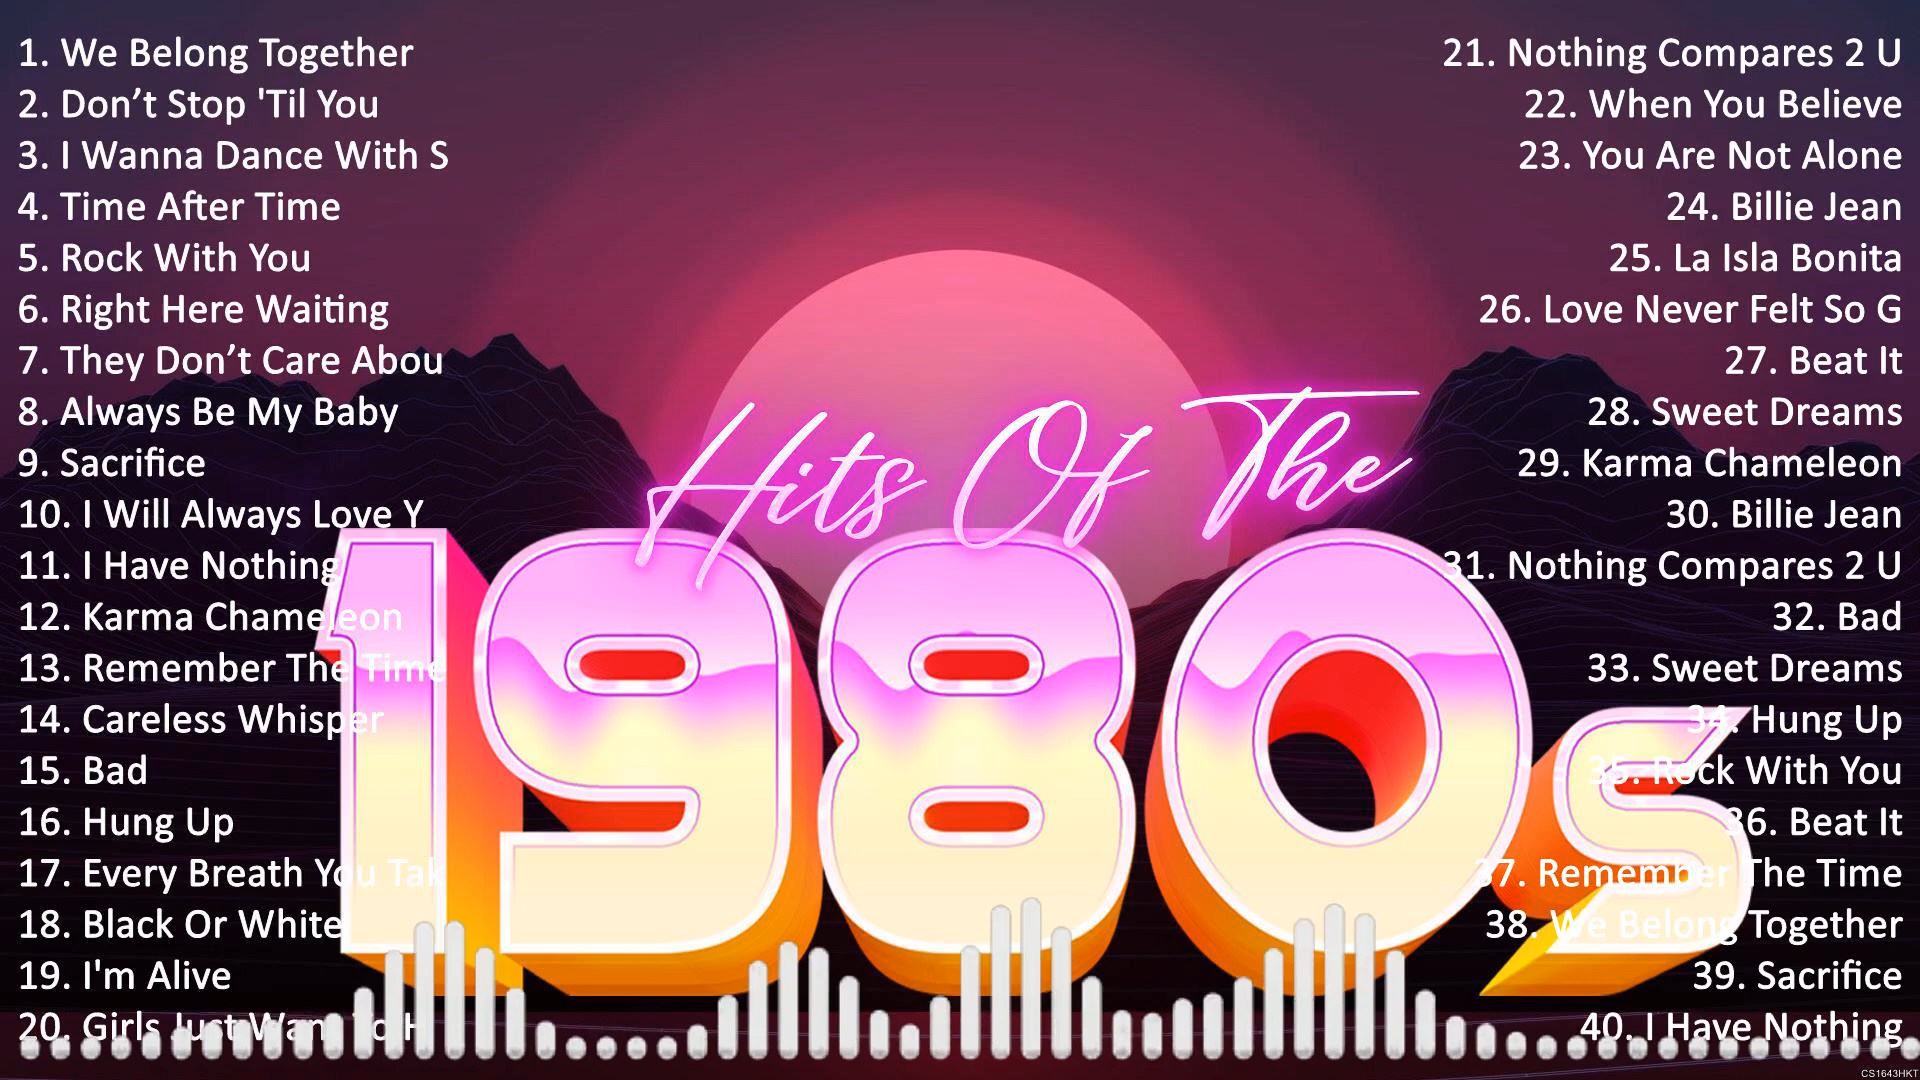 1. We Belong Together
2. Don’t Stop 'Til You
3. I Wanna Dance With S
4. Time After Time
5. Rock With You
6. Right Here Waiting
7. They Don’t Care Abou
8. Always Be My Baby
9. Sacrifice
10. I Will Always Love Y
11. I Have Nothing
12. Karma Chameleon
13. Remember The Time
14. Careless Whisper
15. Bad
16. Hung Up
17. Every Breath You Tak
18. Black Or White
19. I'm Alive
20. Girls Just Wanna To H
Hits Of The
1980s
21. Nothing Compares 2 U
22. When You Believe
23. You Are Not Alone
24. Billie Jean
25. La Isla Bonita
26. Love Never Felt So G
27. Beat It
28. Sweet Dreams
29. Karma Chameleon
30. Billie Jean
31. Nothing Compares 2 U
32. Bad
33. Sweet Dreams
34. Hung Up
35. Rock With You
36. Beat It
37. Remember The Time
38. We Belong Together
39. Sacrifice
40. I Have Nothing
CS1643HKT